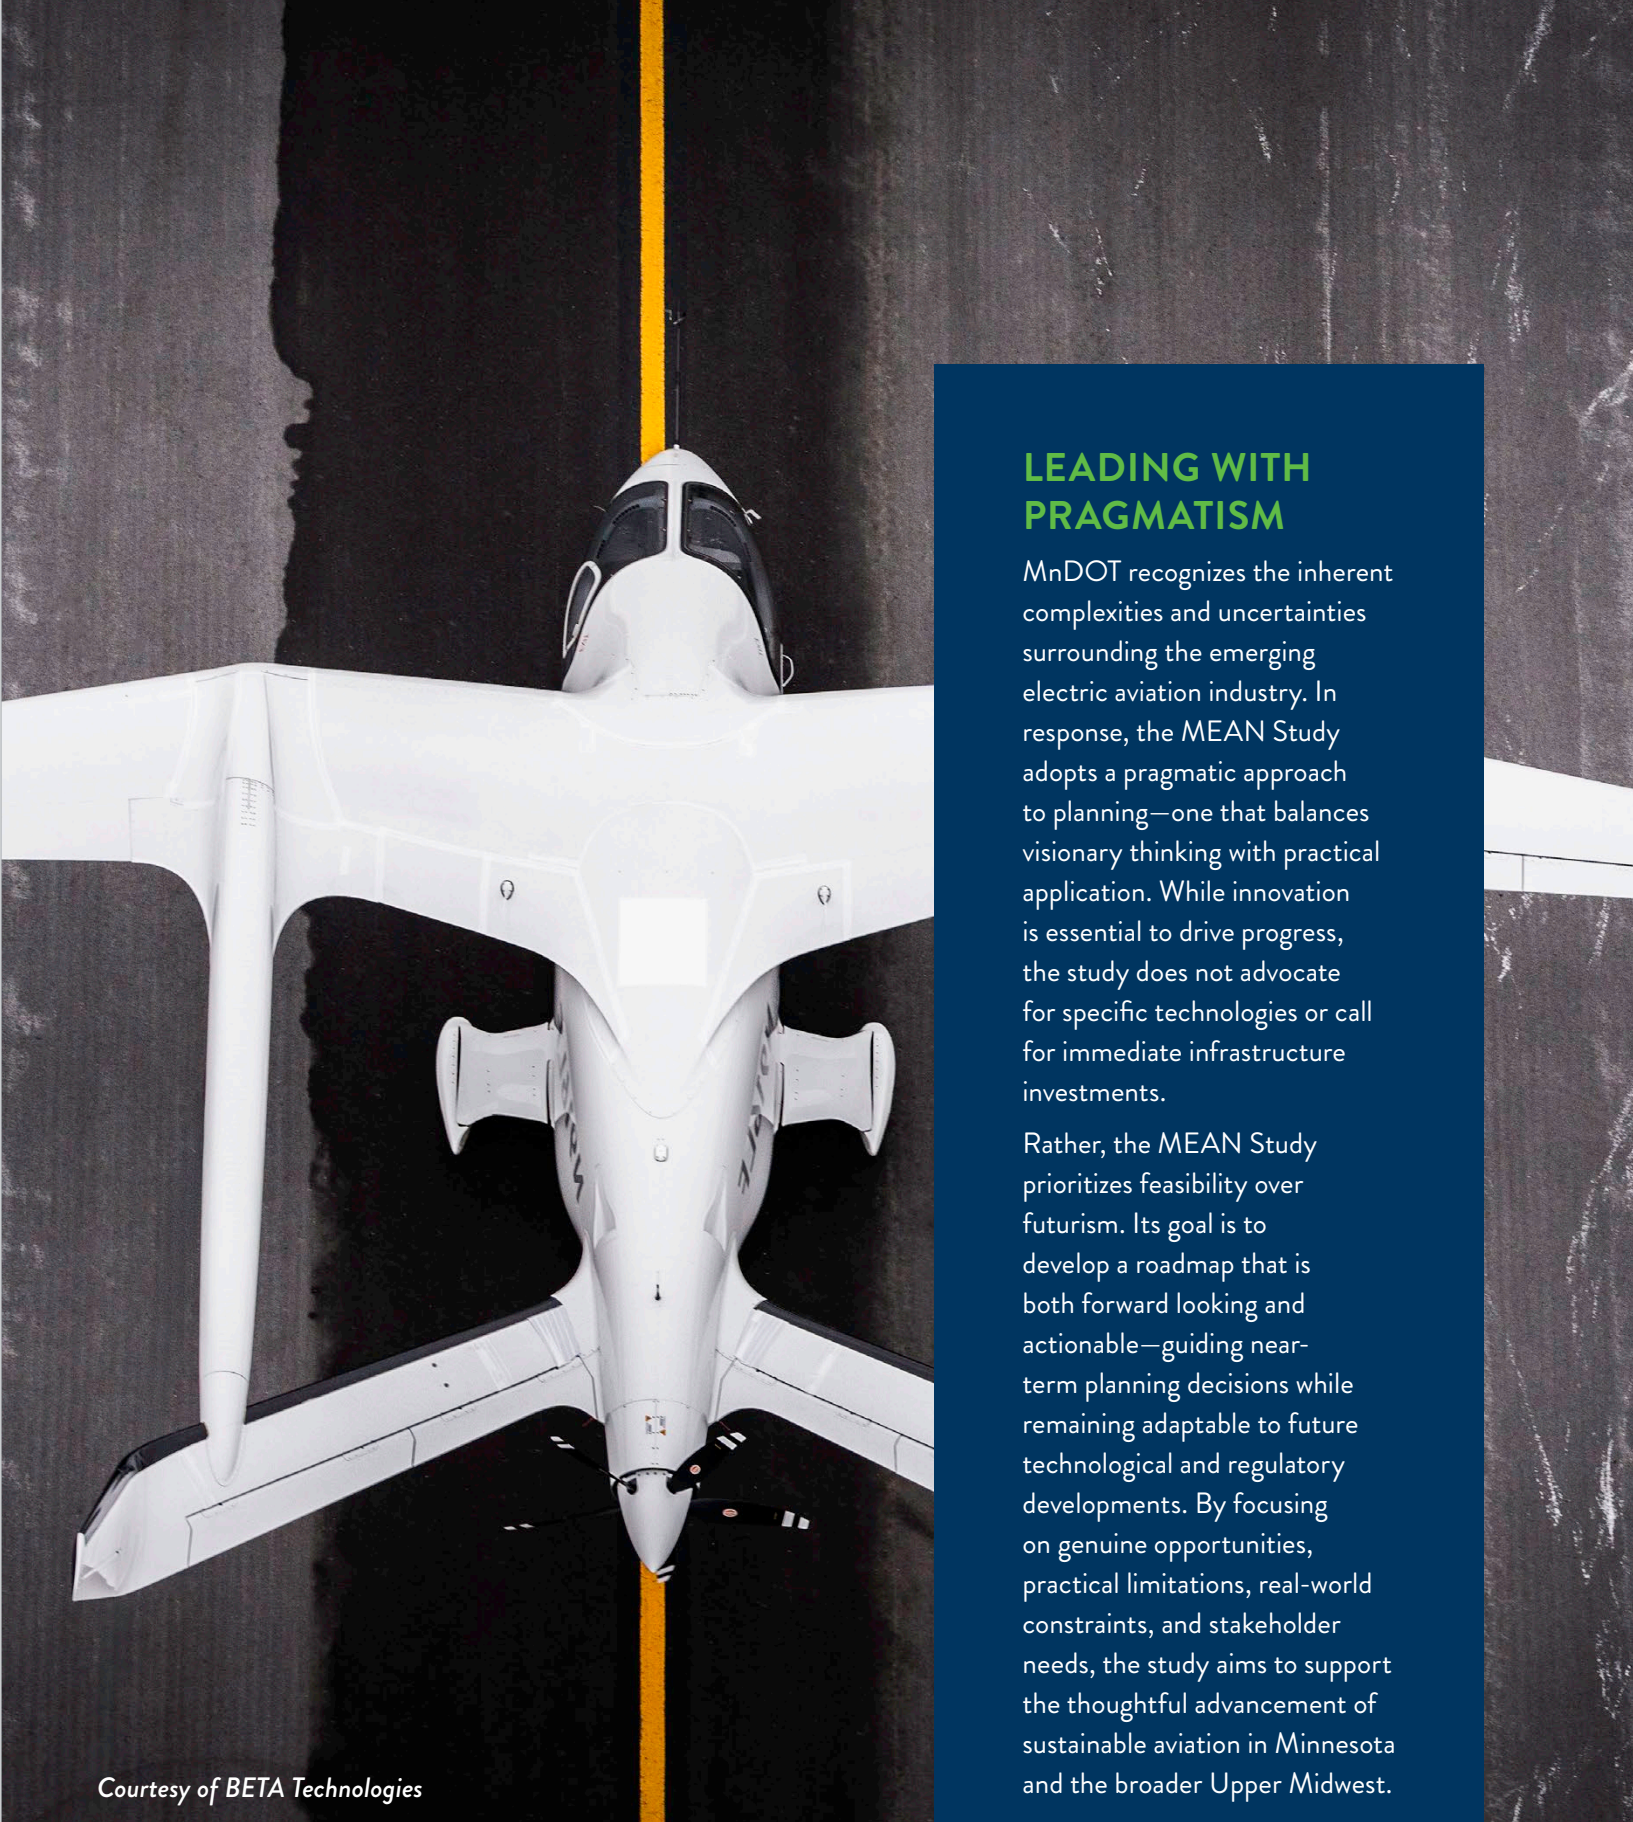 LEADING WITH
PRAGMATISM
MnDOT recognizes the inherent
complexities and uncertainties
surrounding the emerging
electric aviation industry. In
response, the MEAN Study
adopts a pragmatic approach
to planning—one that balances
visionary thinking with practical
application. While innovation
is essential to drive progress,
the study does not advocate
for specific technologies or call
for immediate infrastructure
investments.
Rather, the MEAN Study
prioritizes feasibility over
futurism. Its goal is to
develop a roadmap that is
both forward looking and
actionable—guiding near-
term planning decisions while
remaining adaptable to future
technological and regulatory
developments. By focusing
on genuine opportunities,
practical limitations, real-world
constraints, and stakeholder
needs, the study aims to support
the thoughtful advancement of
sustainable aviation in Minnesota
and the broader Upper Midwest.
Courtesy of BETA Technologies